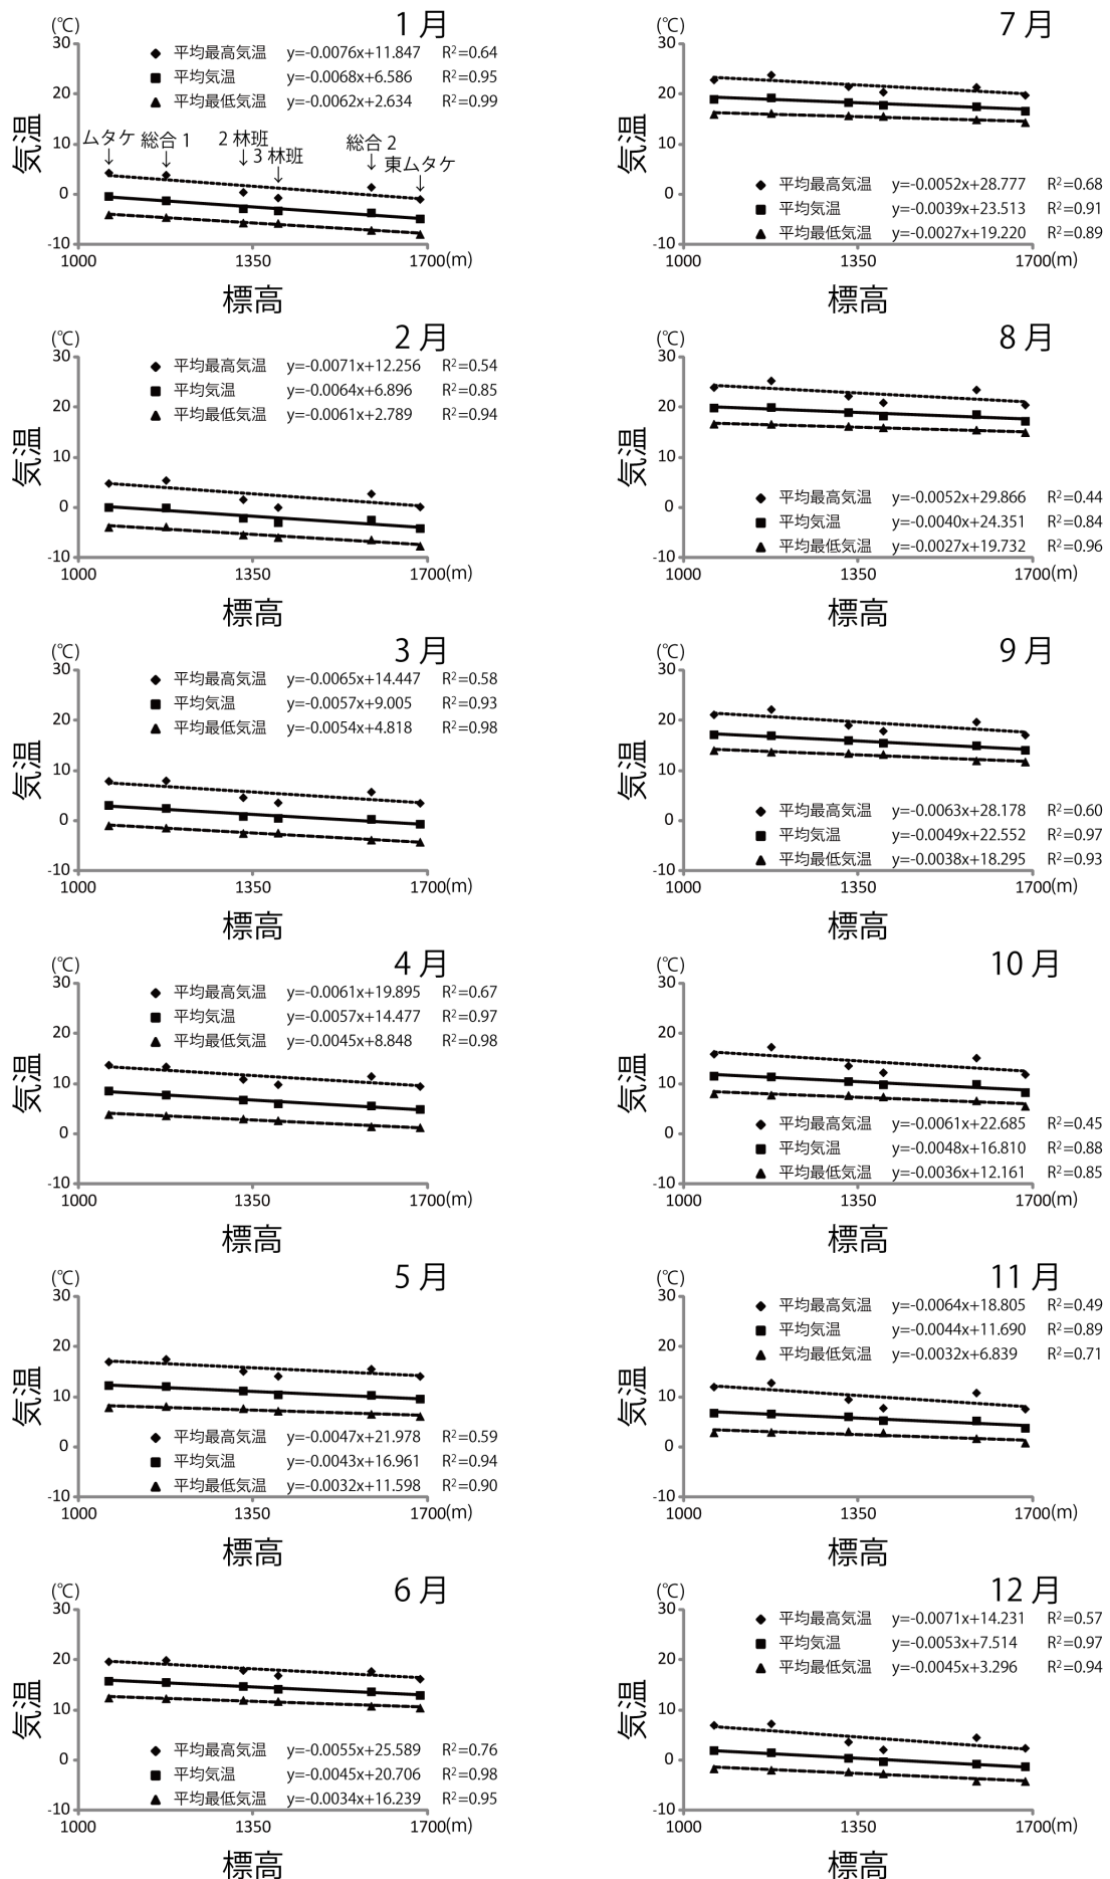 (℃)
1 月
30
20
10
0
-10
気温
平均最高気温 y=-0.0076x+11.847 R²=0.64
平均気温 y=-0.0068x+6.586 R²=0.95
平均最低気温 y=-0.0062x+2.634 R²=0.99
ムタケ
総合 1
2 林班
3 林班
総合 2
東ムタケ
1000 1350 1700(m)
標高
(℃)
2 月
30
20
10
0
-10
気温
平均最高気温 y=-0.0071x+12.256 R²=0.54
平均気温 y=-0.0064x+6.896 R²=0.85
平均最低気温 y=-0.0061x+2.789 R²=0.94
1000 1350 1700(m)
標高
(℃)
3 月
30
20
10
0
-10
気温
平均最高気温 y=-0.0065x+14.447 R²=0.58
平均気温 y=-0.0057x+9.005 R²=0.93
平均最低気温 y=-0.0054x+4.818 R²=0.98
1000 1350 1700(m)
標高
(℃)
4 月
30
20
10
0
-10
気温
平均最高気温 y=-0.0061x+19.895 R²=0.67
平均気温 y=-0.0057x+14.477 R²=0.97
平均最低気温 y=-0.0045x+8.848 R²=0.98
1000 1350 1700(m)
標高
(℃)
5 月
30
20
10
0
-10
気温
平均最高気温 y=-0.0047x+21.978 R²=0.59
平均気温 y=-0.0043x+16.961 R²=0.94
平均最低気温 y=-0.0032x+11.598 R²=0.90
1000 1350 1700(m)
標高
(℃)
6 月
30
20
10
0
-10
気温
平均最高気温 y=-0.0055x+25.589 R²=0.76
平均気温 y=-0.0045x+20.706 R²=0.98
平均最低気温 y=-0.0034x+16.239 R²=0.95
1000 1350 1700(m)
標高
(℃)
7 月
30
20
10
0
-10
気温
平均最高気温 y=-0.0052x+28.777 R²=0.68
平均気温 y=-0.0039x+23.513 R²=0.91
平均最低気温 y=-0.0027x+19.220 R²=0.89
1000 1350 1700(m)
標高
(℃)
8 月
30
20
10
0
-10
気温
平均最高気温 y=-0.0052x+29.866 R²=0.44
平均気温 y=-0.0040x+24.351 R²=0.84
平均最低気温 y=-0.0027x+19.732 R²=0.96
1000 1350 1700(m)
標高
(℃)
9 月
30
20
10
0
-10
気温
平均最高気温 y=-0.0063x+28.178 R²=0.60
平均気温 y=-0.0049x+22.552 R²=0.97
平均最低気温 y=-0.0038x+18.295 R²=0.93
1000 1350 1700(m)
標高
(℃)
10 月
30
20
10
0
-10
気温
平均最高気温 y=-0.0061x+22.685 R²=0.45
平均気温 y=-0.0048x+16.810 R²=0.88
平均最低気温 y=-0.0036x+12.161 R²=0.85
1000 1350 1700(m)
標高
(℃)
11 月
30
20
10
0
-10
気温
平均最高気温 y=-0.0064x+18.805 R²=0.49
平均気温 y=-0.0044x+11.690 R²=0.89
平均最低気温 y=-0.0032x+6.839 R²=0.71
1000 1350 1700(m)
標高
(℃)
12 月
30
20
10
0
-10
気温
平均最高気温 y=-0.0071x+14.231 R²=0.57
平均気温 y=-0.0053x+7.514 R²=0.97
平均最低気温 y=-0.0045x+3.296 R²=0.94
1000 1350 1700(m)
標高